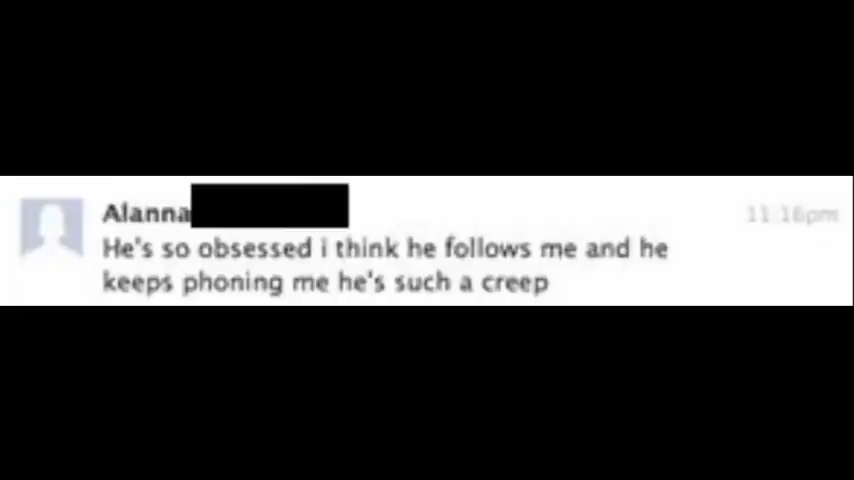 Alanna
11:16pm
He's so obsessed i think he follows me and he
keeps phoning me he's such a creep